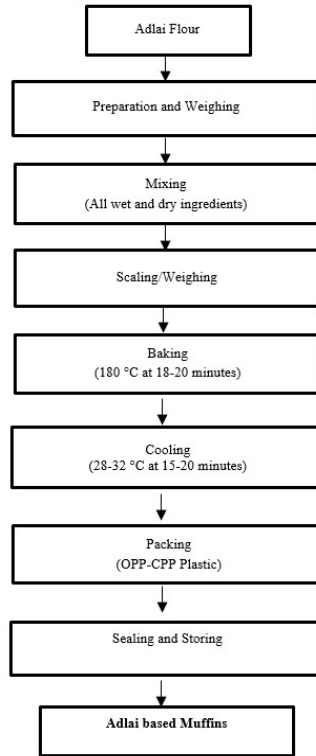 Adlai Flour
Preparation and Weighing
Mixing
(All wet and dry ingredients)
Scaling/Weighing
Baking
(180 °C at 18-20 minutes)
Cooling
(28-32 °C at 15-20 minutes)
Packing
(OPP-CPP Plastic)
Sealing and Storing
Adlai based Muffins